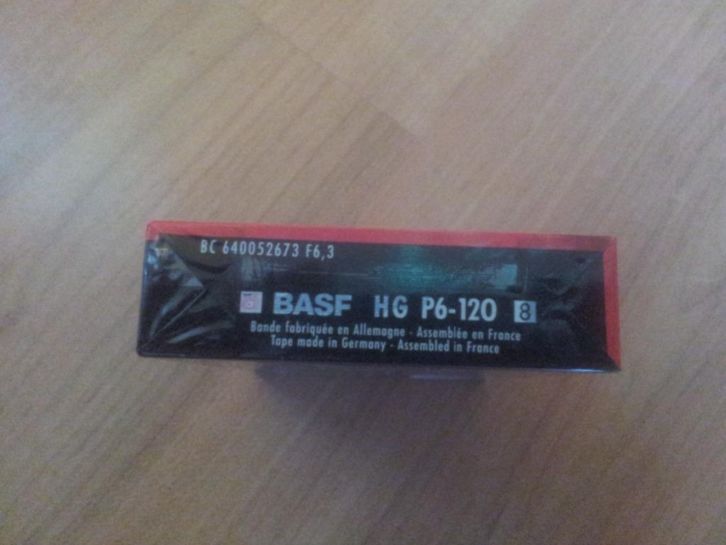 BC 640052673 F6,3
BASF HG P6-120 8
Bande fabriquée en Allemagne - Assemblée en France
Tape made in Germany - Assembled in France